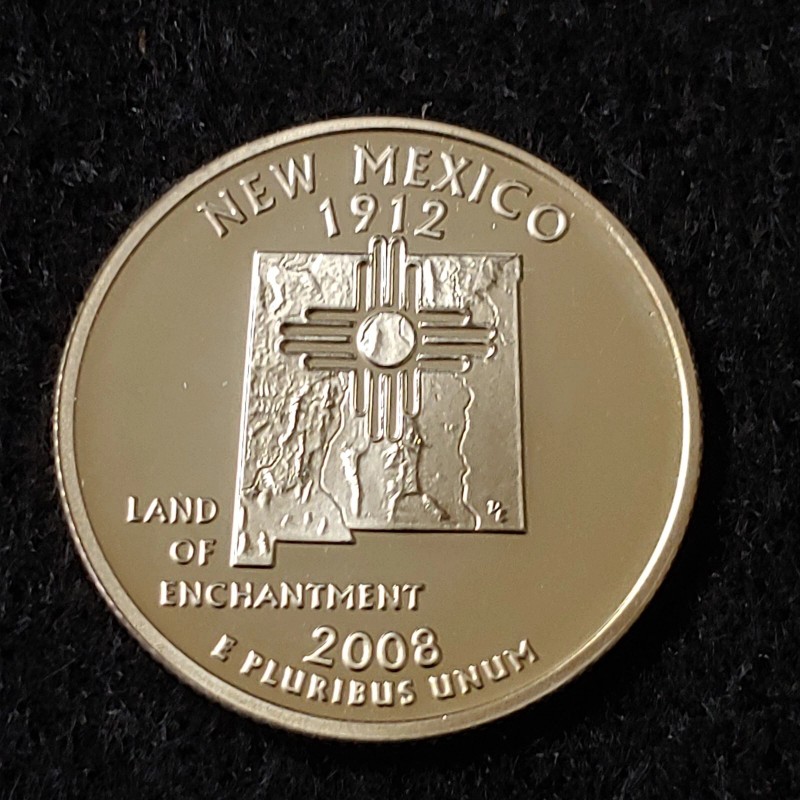 NEW MEXICO
1912
LAND
OF
ENCHANTMENT
2008
E PLURIBUS UNUM